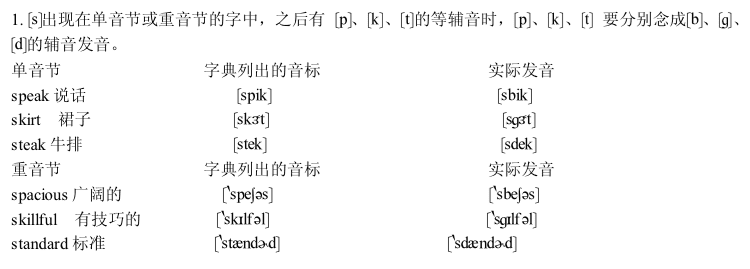 1. [s]出现在单音节或重音节的字中，之后有 [p]、[k]、[t]的等辅音时，[p]、[k]、[t] 要分别念成[b]、[g]、
[d]的辅音发音。
单音节 字典列出的音标 实际发音
speak 说话 [spik] [sbik]
skirt 裙子 [skɝt] [sgɝt]
steak 牛排 [stek] [sdek]
重音节 字典列出的音标 实际发音
spacious 广阔的 [ˋspeʃəs] [ˋsbeʃəs]
skillful 有技巧的 [ˋskɪlfəl] [ˋsgɪlfəl]
standard 标准 [ˋstændɚd] [ˋsdændɚd]